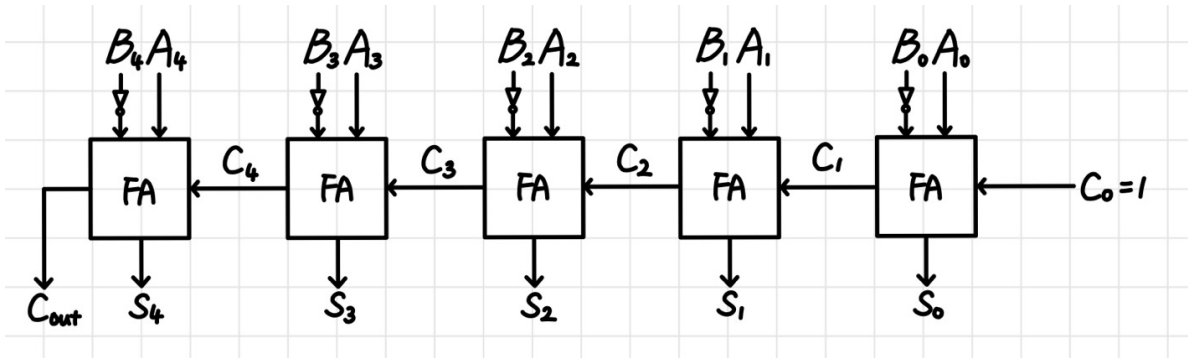 B₄ A₄ B₃ A₃ B₂ A₂ B₁ A₁ B₀ A₀
C₄ C₃ C₂ C₁
FA FA FA FA FA C₀=1
Cout S₄ S₃ S₂ S₁ S₀